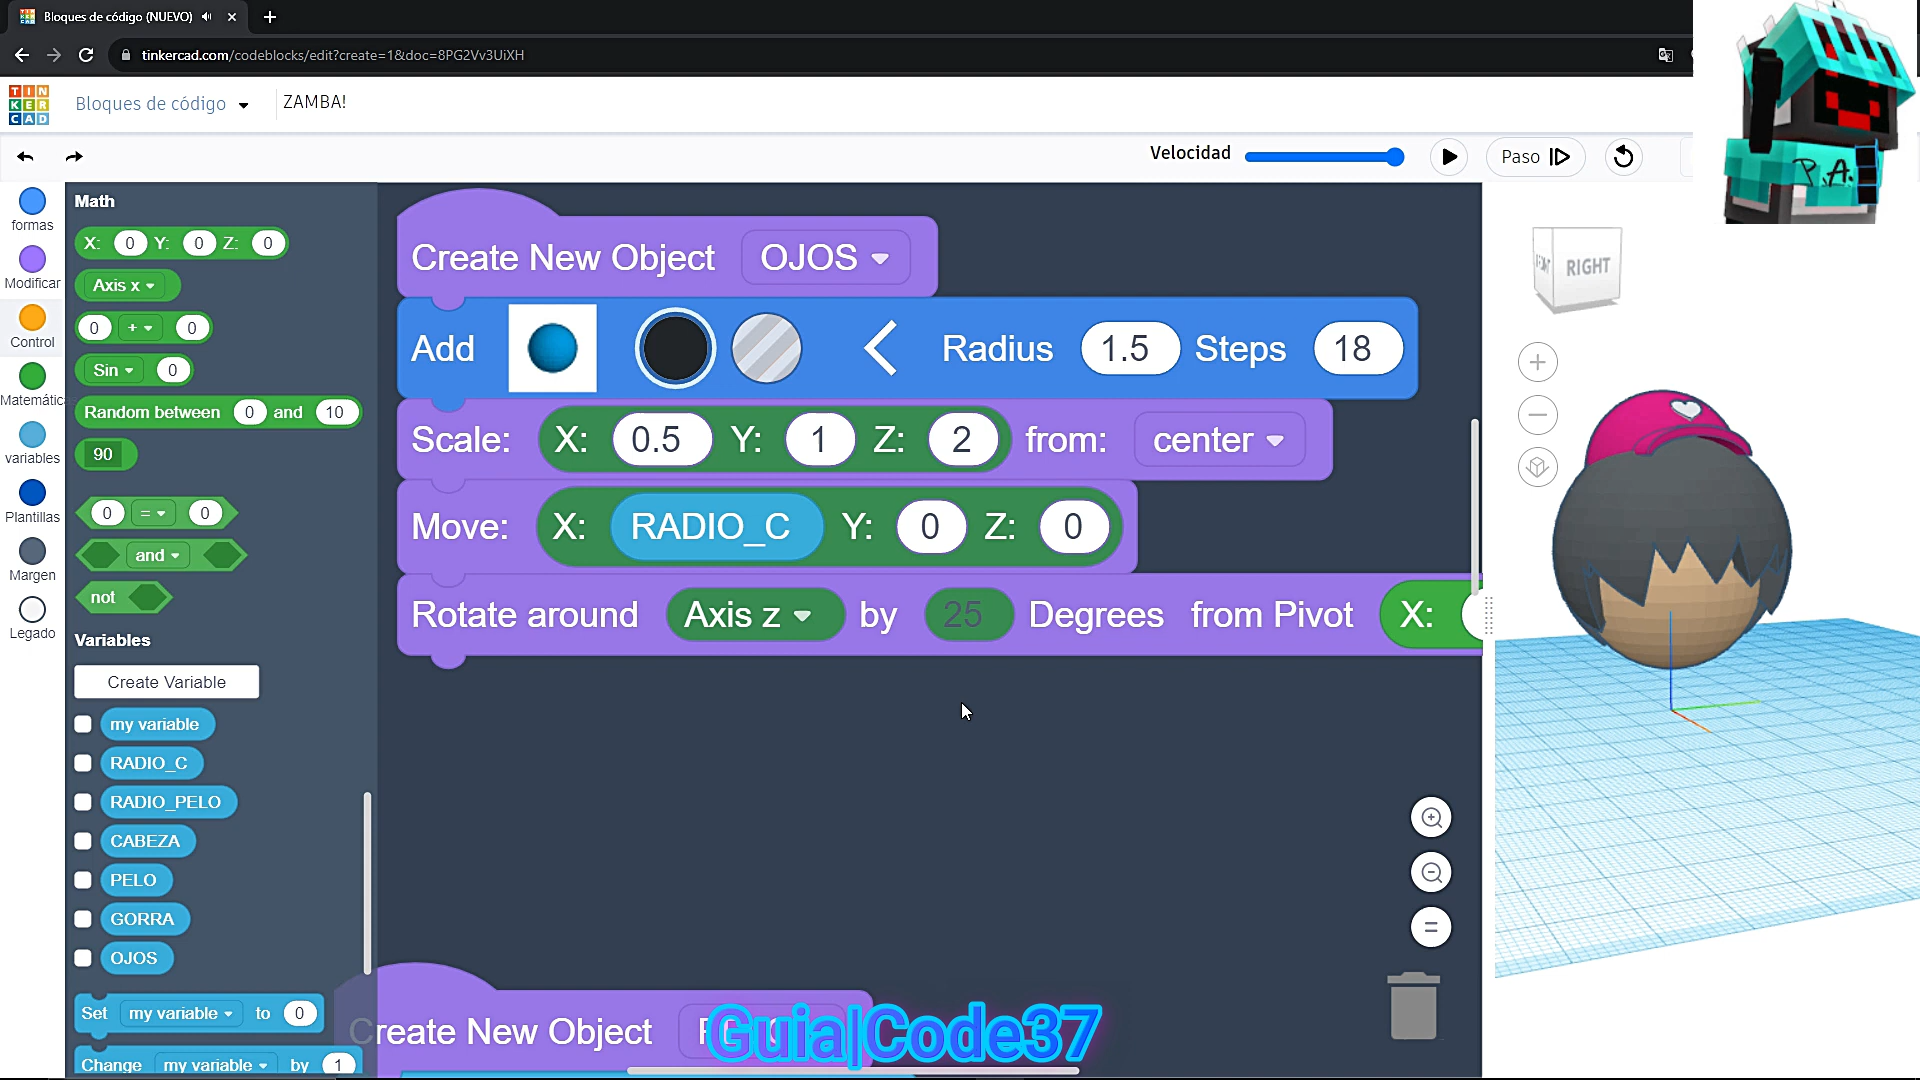 Bloques de código (NUEVO)
tinkercad.com/codeblocks/edit?create=1&doc=8PG2Vv3UiXH
TIN
KER
CAD
Bloques de código
ZAMBA!
Velocidad
Paso
P.A.
formas
Modificar
Control
Matemátic
variables
Plantillas
Margen
Legado
Math
X: 0 Y: 0 Z: 0
Axis x
0 + 0
Sin 0
Random between 0 and 10
90
0 = 0
and
not
Variables
Create Variable
my variable
RADIO_C
RADIO_PELO
CABEZA
PELO
GORRA
OJOS
Set my variable to 0
Change my variable by 1
Create New Object OJOS
Add Radius 1.5 Steps 18
Scale: X: 0.5 Y: 1 Z: 2 from: center
Move: X: RADIO_C Y: 0 Z: 0
Rotate around Axis z by 25 Degrees from Pivot X:
Create New Object
Guia|Code37
RIGHT